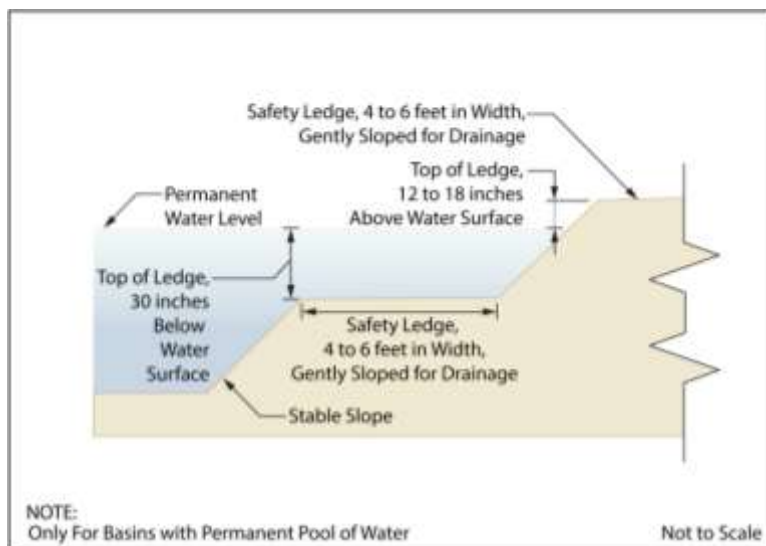 Safety Ledge, 4 to 6 feet in Width,
Gently Sloped for Drainage
Top of Ledge,
12 to 18 inches
Above Water Surface
Permanent
Water Level
Top of Ledge,
30 inches
Below
Water
Surface
Safety Ledge,
4 to 6 feet in Width,
Gently Sloped for Drainage
Stable Slope
NOTE:
Only For Basins with Permanent Pool of Water
Not to Scale